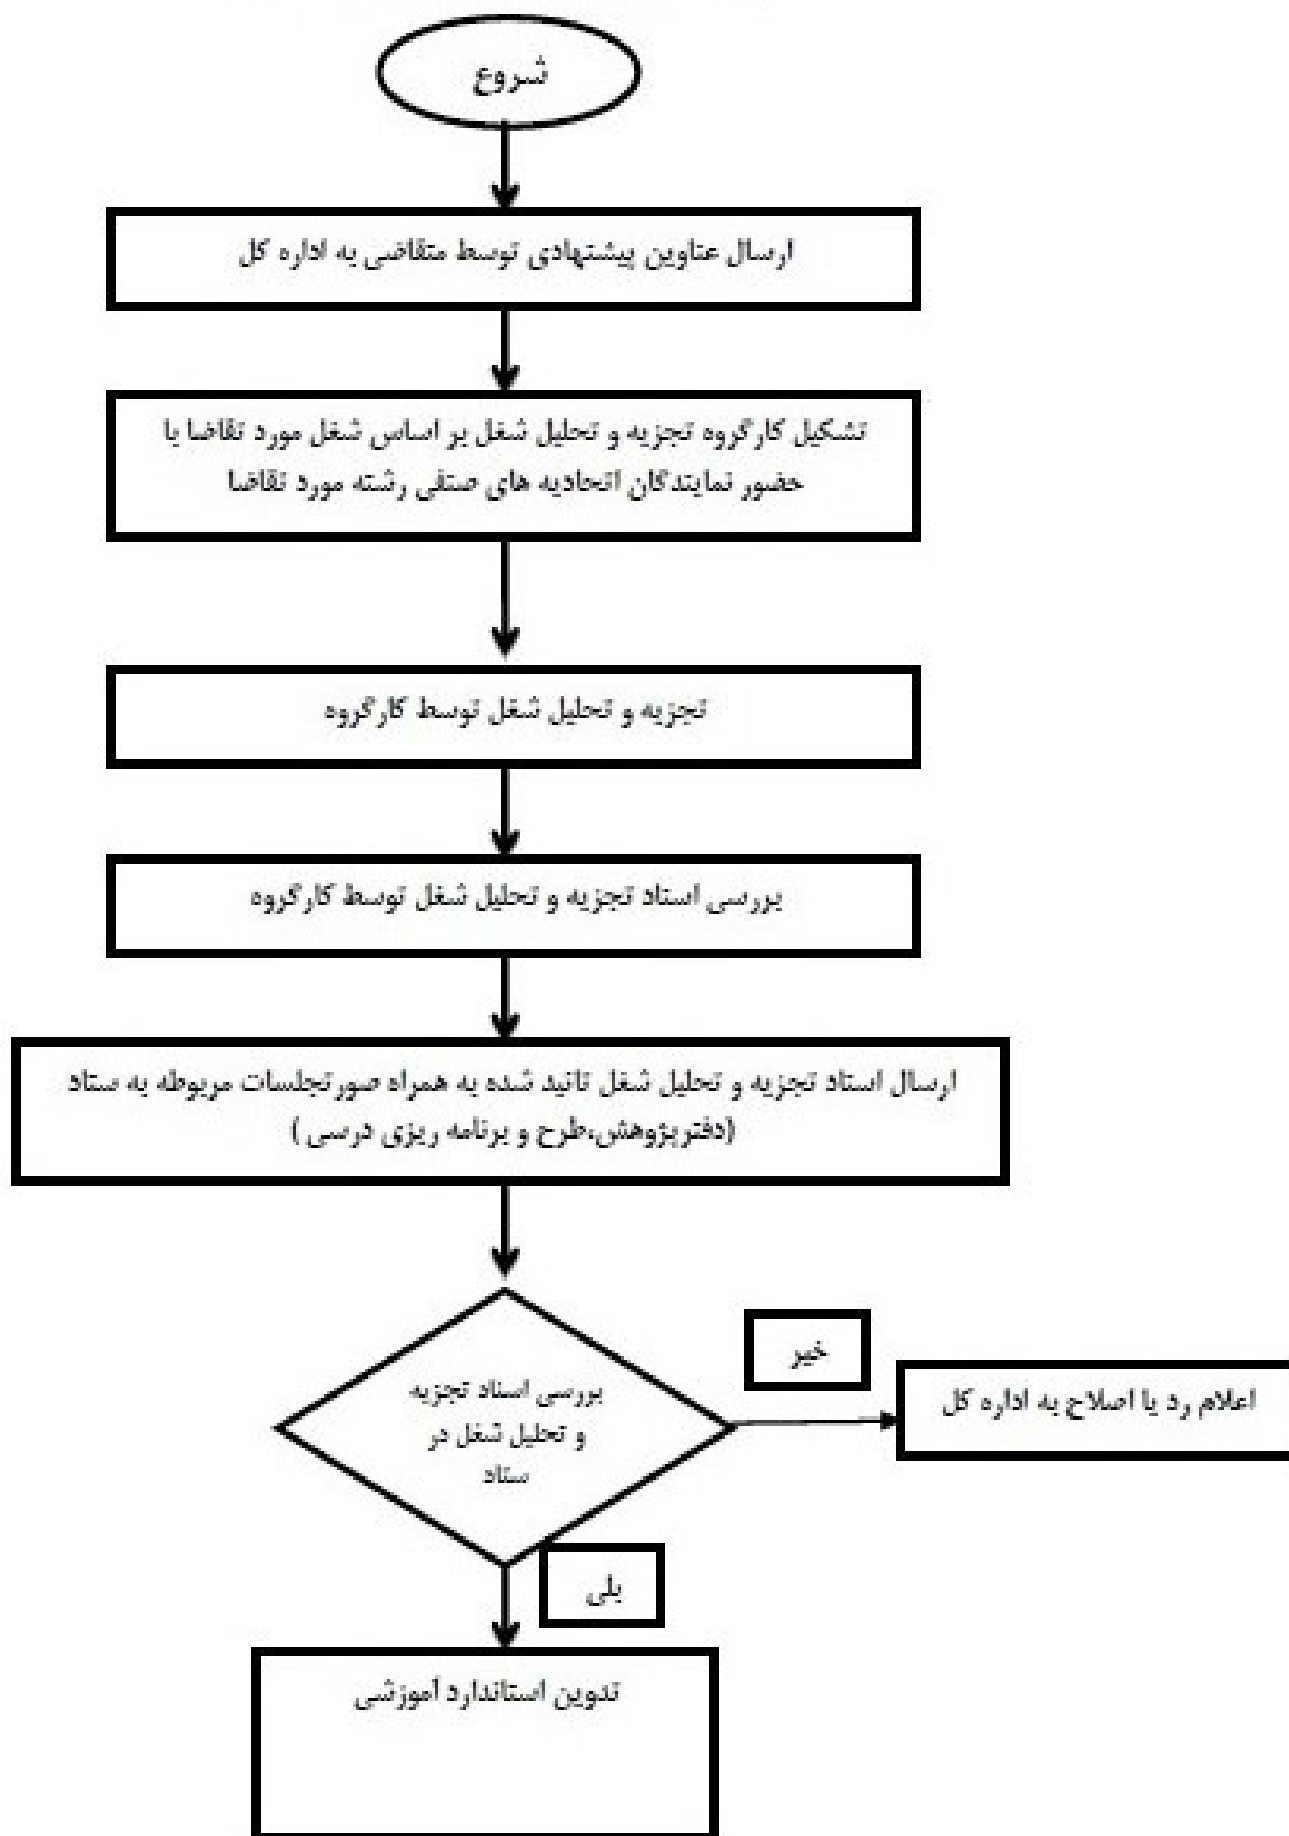 شروع
ارسال عناوین پیشنهادی توسط متقاضی به اداره کل
تشکیل کارگروه تجزیه و تحلیل شغل بر اساس شغل مورد تقاضا با
حضور نمایندگان اتحادیه های صنفی رشته مورد تقاضا
تجزیه و تحلیل شغل توسط کارگروه
بررسی اسناد تجزیه و تحلیل شغل توسط کارگروه
ارسال اسناد تجزیه و تحلیل شغل تائید شده به همراه صورتجلسات مربوطه به ستاد
(دفترپژوهش،طرح و برنامه ریزی درسی )
بررسی اسناد تجزیه
و تحلیل شغل در
ستاد
خیر
اعلام رد یا اصلاح به اداره کل
بلی
تدوین استاندارد آموزشی